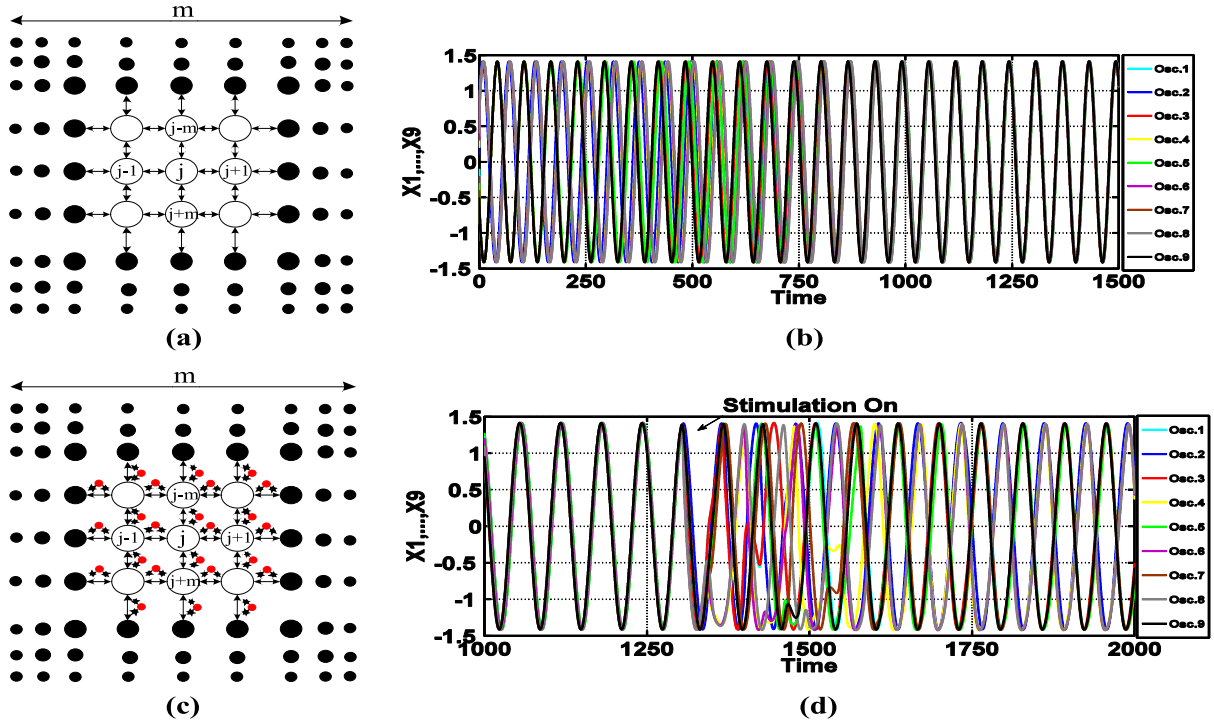 m
j-m
j-1 j j+1
j+m
(a)
X1,...,X9
1.5
1
0.5
0
-0.5
-1
-1.5
0 250 500 750 1000 1250 1500
Time
Osc.1
Osc.2
Osc.3
Osc.4
Osc.5
Osc.6
Osc.7
Osc.8
Osc.9
(b)
m
j-m
j-1 j j+1
j+m
(c)
Stimulation On
X1,...,X9
1.5
1
0.5
0
-0.5
-1
-1.5
1000 1250 1500 1750 2000
Time
Osc.1
Osc.2
Osc.3
Osc.4
Osc.5
Osc.6
Osc.7
Osc.8
Osc.9
(d)